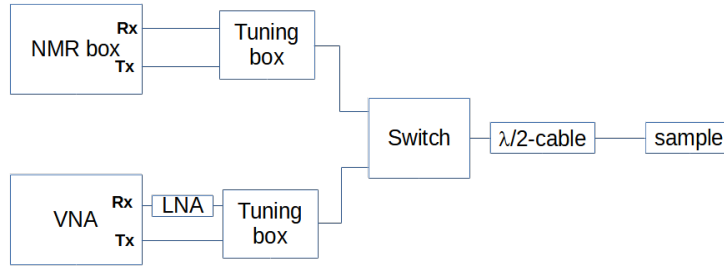 NMR box
Rx
Tx
Tuning
box
Switch
λ/2-cable
sample
VNA
Rx
LNA
Tx
Tuning
box